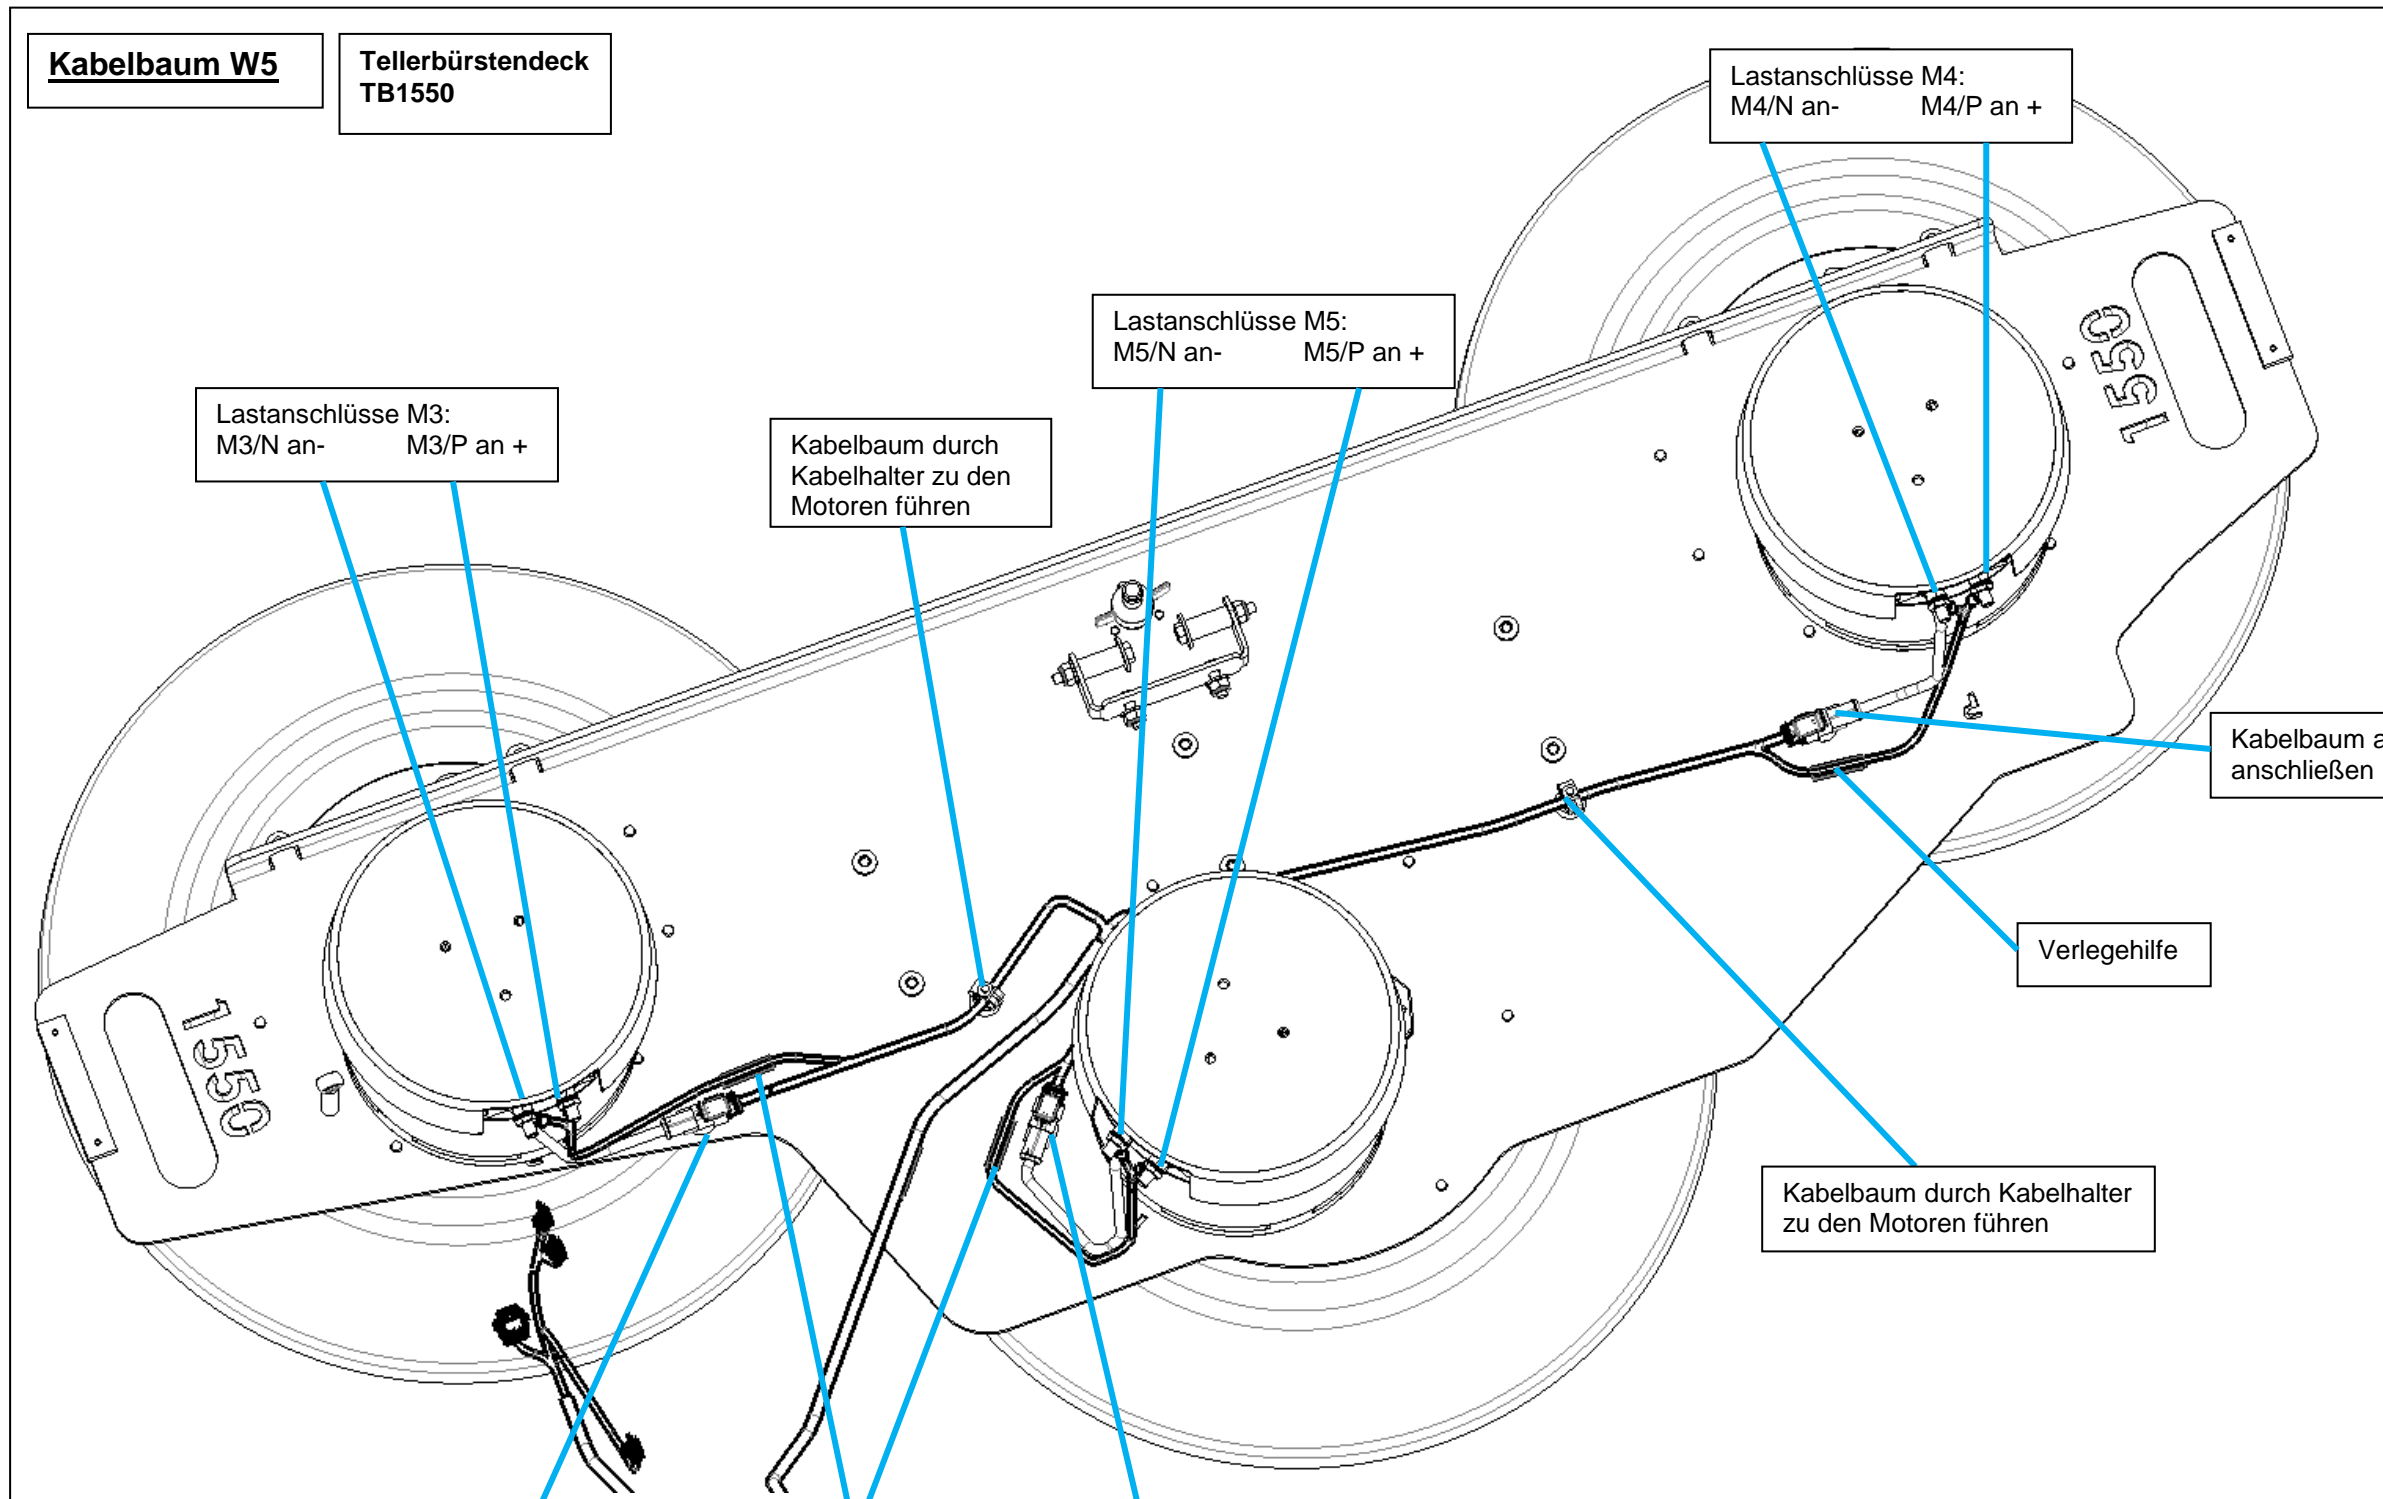 Kabelbaum W5
Tellerbürstendeck
TB1550
Lastanschlüsse M4:
M4/N an- M4/P an +
Lastanschlüsse M5:
M5/N an- M5/P an +
Lastanschlüsse M3:
M3/N an- M3/P an +
Kabelbaum durch
Kabelhalter zu den
Motoren führen
1550
Kabelbaum
anschließen
Verlegehilfe
1550
Kabelbaum durch Kabelhalter
zu den Motoren führen